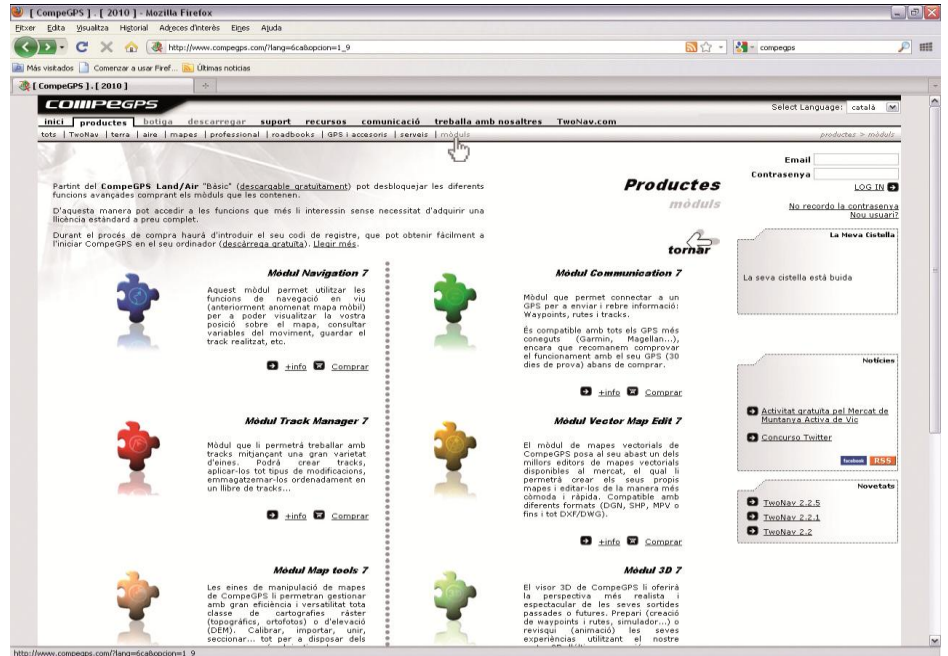 [ CompeGPS ] . [ 2010 ] - Mozilla Firefox
Fitxer Edita Visualitza Historial Adreces d'interès Eines Ajuda
http://www.compegps.com/?lang=6ca&opcion=1_9
compegps
Más visitados Comenzar a usar Firef... Últimas noticias
[ CompeGPS ] . [ 2010 ]
COMPEGPS
Select Language: català
inici productes botiga descarregar suport recursos comunicació treballa amb nosaltres TwoNav.com
tots | TwoNav | terra | aire | mapes | professional | roadbooks | GPS i accesoris | serveis | mòduls
productes > mòduls
Partint del CompeGPS Land/Air "Bàsic" (descargable gratuïtament) pot desbloquejar les diferents
funcions avançades comprant els mòduls que les contenen.
D'aquesta manera pot accedir a les funcions que més li interessin sense necessitat d'adquirir una
llicència estàndard a preu complet.
Durant el procés de compra haurà d'introduir el seu codi de registre, que pot obtenir fàcilment a
l'iniciar CompeGPS en el seu ordinador (descàrrega gratuïta). Llegir més.
Productes
mòduls
tornar
Mòdul Navigation 7
Aquest mòdul permet utilitzar les
funcions de navegació en viu
(anteriorment anomenat mapa mòbil)
per a poder visualitzar la vostra
posició sobre el mapa, consultar
variables del moviment, guardar el
track realitzat, etc.
+info Comprar
Mòdul Communication 7
Mòdul que permet connectar a un
GPS per a enviar i rebre informació:
Waypoints, rutes i tracks.
És compatible amb tots els GPS més
coneguts (Garmin, Magellan...),
encara que recomanem comprovar
el funcionament amb el seu GPS (30
dies de prova) abans de comprar.
+info Comprar
Mòdul Track Manager 7
Mòdul que li permetrà treballar amb
tracks mitjançant una gran varietat
d'eines. Podrà crear tracks,
aplicar-los tot tipus de modificacions,
emmagatzemar-los ordenadament en
un llibre de tracks...
+info Comprar
Mòdul Vector Map Edit 7
El mòdul de mapes vectorials de
CompeGPS posa al seu abast un dels
millors editors de mapes vectorials
disponibles al mercat, el qual li
permetrà crear els seus propis
mapes i editar-los de la manera més
còmoda i ràpida. Compatible amb
diferents formats (DGN, SHP, MPV o
fins i tot DXF/DWG).
+info Comprar
Mòdul Map tools 7
Les eines de manipulació de mapes
de CompeGPS li permetran gestionar
amb gran eficiència i versatilitat tota
classe de cartografies ràster
(topogràfics, ortofotos) o d'elevació
(DEM). Calibrar, importar, unir,
seccionar... tot per a disposar dels
Mòdul 3D 7
El visor 3D de CompeGPS li oferirà
la perspectiva més realista i
espectacular de les seves sortides
passades o futures. Prepari (creació
de waypoints i rutes, simulador...) o
revisqui (animació) les seves
experiències utilitzant el nostre
Email
Contrasenya
LOG IN
No recordo la contrasenya
Nou usuari?
La Meva Cistella
La seva cistella està buida
Notícies
Activitat gratuïta pel Mercat de
Muntanya Activa de Vic
Concurso Twitter
facebook RSS
Novetats
TwoNav 2.2.5
TwoNav 2.2.1
TwoNav 2.2
http://www.compegps.com/?lang=6ca&opcion=1_9